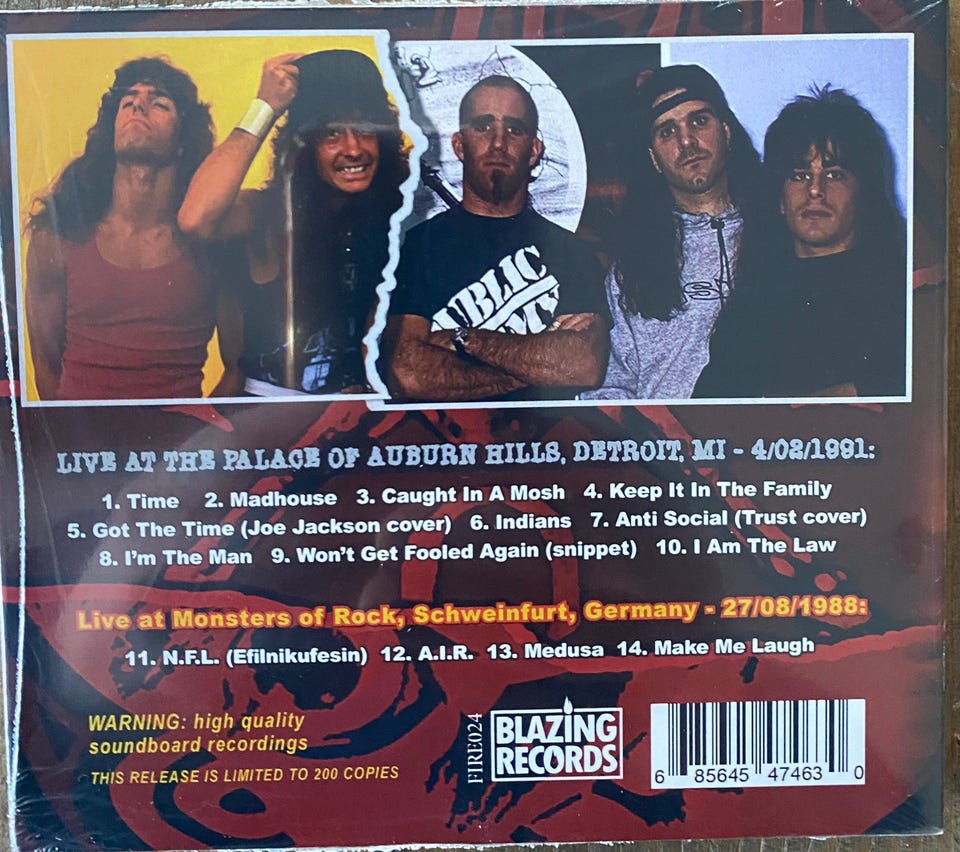 PUBLIC
LIVE AT THE PALACE OF AUBURN HILLS, DETROIT, MI - 4/02/1991:
1. Time 2. Madhouse 3. Caught In A Mosh 4. Keep It In The Family
5. Got The Time (Joe Jackson cover) 6. Indians 7. Anti Social (Trust cover)
8. I'm The Man 9. Won't Get Fooled Again (snippet) 10. I Am The Law
Live at Monsters of Rock, Schweinfurt, Germany - 27/08/1988:
11. N.F.L. (Efilnikufesin) 12. A.I.R. 13. Medusa 14. Make Me Laugh
WARNING: high quality
soundboard recordings
THIS RELEASE IS LIMITED TO 200 COPIES
FIRE024
BLAZING
RECORDS
6 85645 47463 0